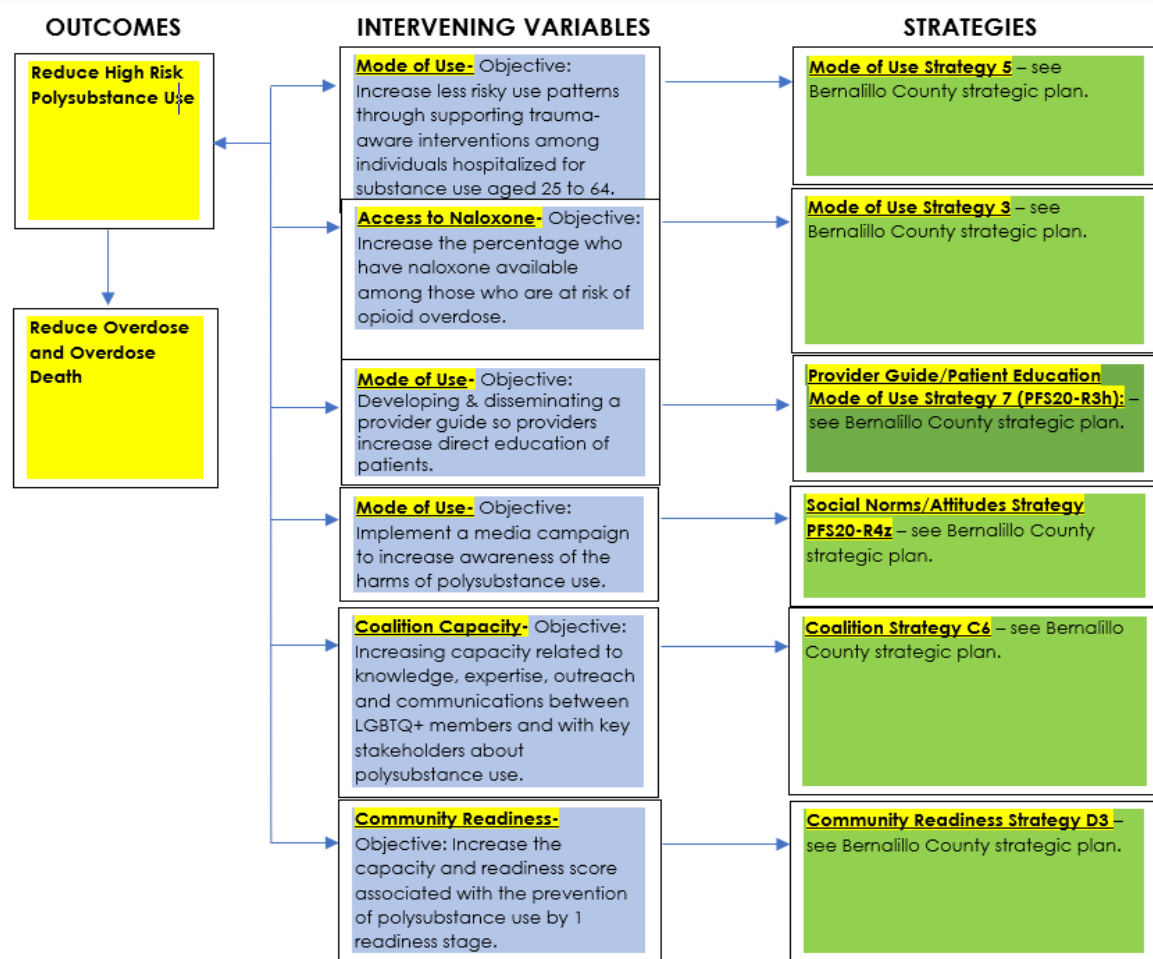 OUTCOMES
INTERVENING VARIABLES
STRATEGIES
Reduce High Risk
Polysubstance Use
Reduce Overdose
and Overdose
Death
Mode of Use- Objective:
Increase less risky use patterns
through supporting trauma-
aware interventions among
individuals hospitalized for
substance use aged 25 to 64.
Access to Naloxone- Objective:
Increase the percentage who
have naloxone available
among those who are at risk of
opioid overdose.
Mode of Use- Objective:
Developing & disseminating a
provider guide so providers
increase direct education of
patients.
Mode of Use- Objective:
Implement a media campaign
to increase awareness of the
harms of polysubstance use.
Coalition Capacity- Objective:
Increasing capacity related to
knowledge, expertise, outreach
and communications between
LGBTQ+ members and with key
stakeholders about
polysubstance use.
Community Readiness-
Objective: Increase the
capacity and readiness score
associated with the prevention
of polysubstance use by 1
readiness stage.
Mode of Use Strategy 5 – see
Bernalillo County strategic plan.
Mode of Use Strategy 3 – see
Bernalillo County strategic plan.
Provider Guide/Patient Education
Mode of Use Strategy 7 (PFS20-R3h): –
see Bernalillo County strategic plan.
Social Norms/Attitudes Strategy
PFS20-R4z – see Bernalillo County
strategic plan.
Coalition Strategy C6 – see Bernalillo
County strategic plan.
Community Readiness Strategy D3 –
see Bernalillo County strategic plan.